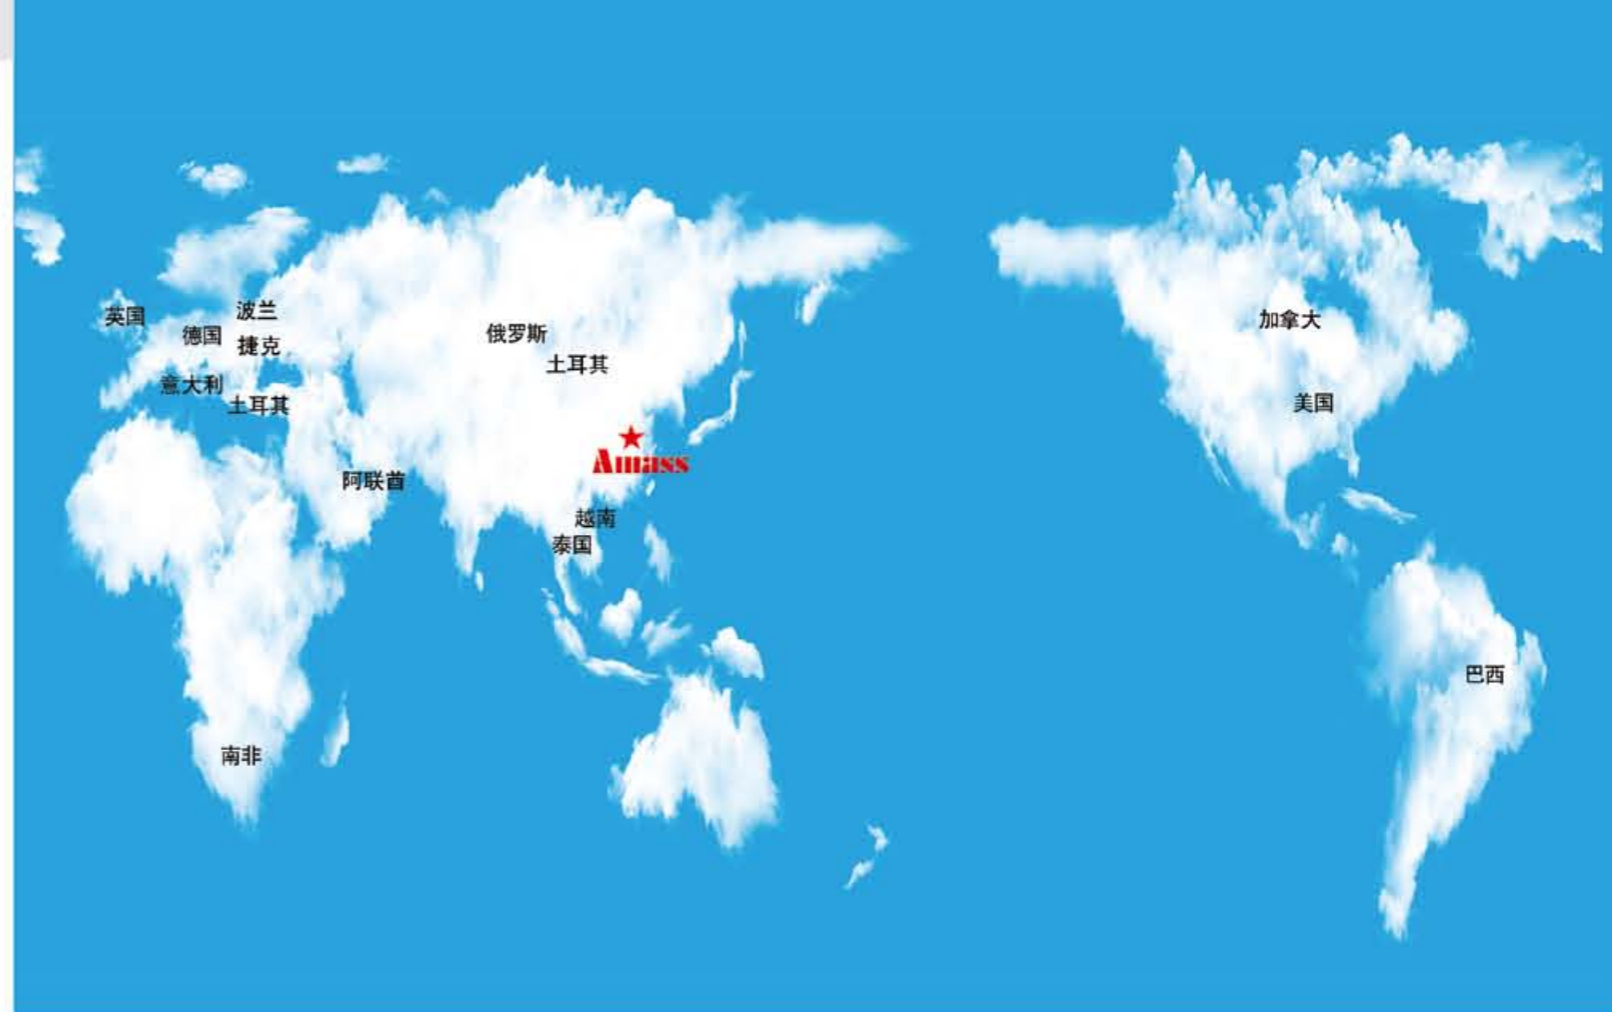 英国
波兰
德国
捷克
意大利
土耳其
俄罗斯
土耳其
Amass
阿联酋
越南
泰国
南非
加拿大
美国
巴西